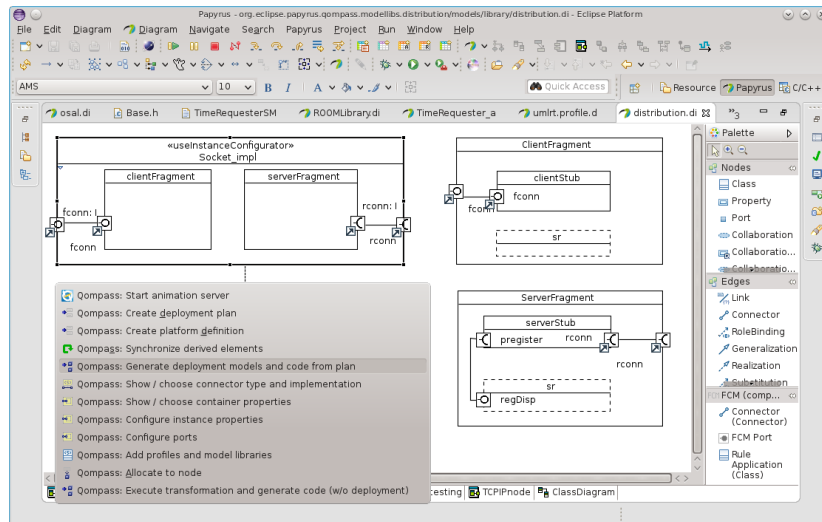 Papyrus - org.eclipse.papyrus.qompass.modellibs.distribution/models/library/distribution.di - Eclipse Platform
File Edit Diagram Diagram Navigate Search Papyrus Project Run Window Help
AMS 10 B I A Quick Access Resource Papyrus C/C++
osal.di Base.h TimeRequesterSM ROOMLibrary.di TimeRequester_a umlrt.profile.d distribution.di "3
«useInstanceConfigurator»
Socket_impl
clientFragment serverFragment
fconn: I rconn: I
fconn rconn
ClientFragment
clientStub
fconn
fconn
sr
ServerFragment
serverStub
pregister rconn
rconn
sr
regDisp
Qompass: Start animation server
Qompass: Create deployment plan
Qompass: Create platform definition
Qompass: Synchronize derived elements
Qompass: Generate deployment models and code from plan
Qompass: Show / choose connector type and implementation
Qompass: Show / choose container properties
Qompass: Configure instance properties
Qompass: Configure ports
Qompass: Add profiles and model libraries
Qompass: Allocate to node
Qompass: Execute transformation and generate code (w/o deployment)
esting TCPIPnode ClassDiagram
Palette
Nodes
Class
Property
Port
Collaboration
Collaboratio...
Collaboratio...
Edges
Link
Connector
RoleBinding
Generalization
Realization
Substitution
FCM (comp...
Connector
(Connector)
FCM Port
Rule
Application
(Class)